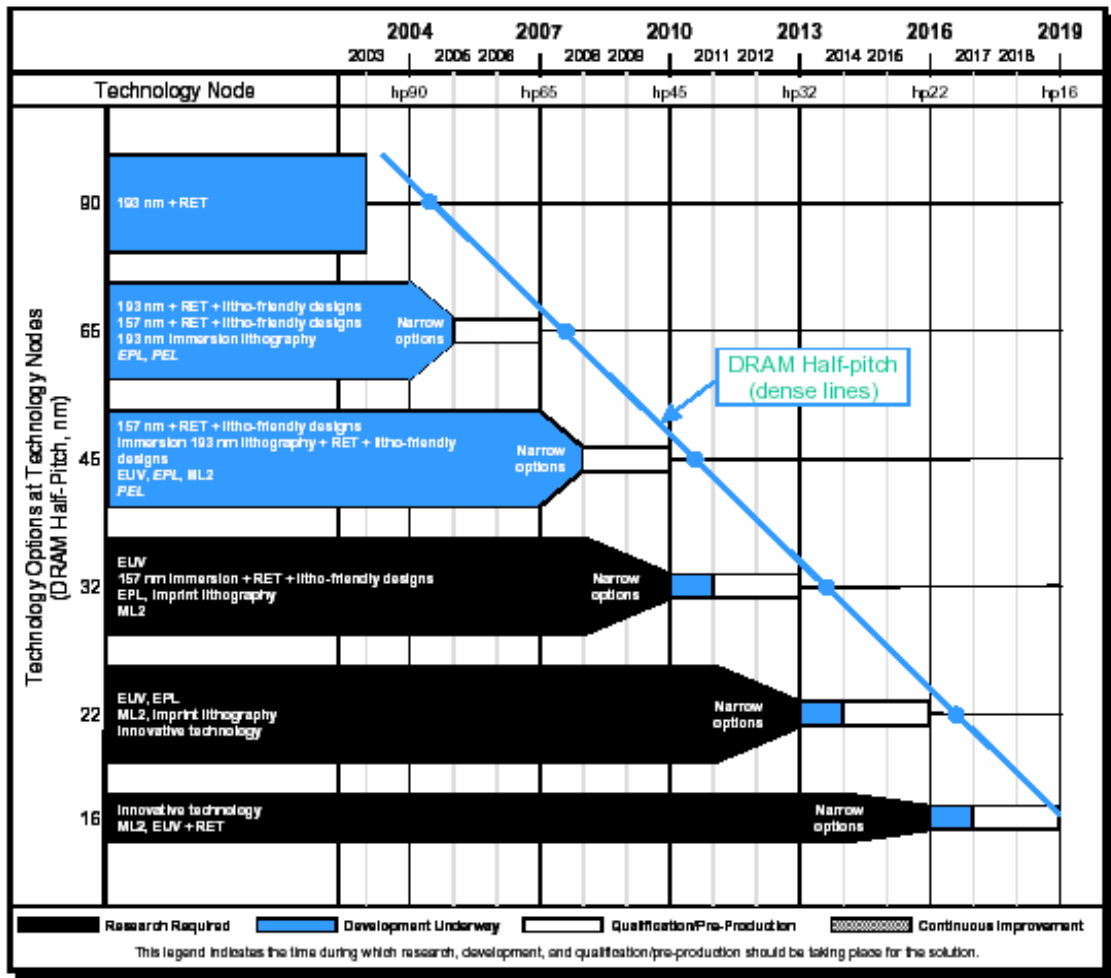 2004 2007 2010 2013 2016 2019
2003 2005 2006 2008 2009 2011 2012 2014 2015 2017 2018
Technology Node hp90 hp65 hp45 hp32 hp22 hp16
Technology Options at Technology Nodes
(DRAM Half-Pitch, nm)
90
193 nm + RET
65
193 nm + RET + litho-friendly designs
157 nm + RET + litho-friendly designs
193 nm immersion lithography
EPL, PEL
Narrow
options
DRAM Half-pitch
(dense lines)
45
157 nm + RET + litho-friendly designs
Immersion 193 nm lithography + RET + litho-friendly
designs
EUV, EPL, ML2
PEL
Narrow
options
32
EUV
157 nm immersion + RET + litho-friendly designs
EPL, imprint lithography
ML2
Narrow
options
22
EUV, EPL
ML2, imprint lithography
Innovative technology
Narrow
options
16
Innovative technology
ML2, EUV + RET
Narrow
options
Research Required Development Underway Qualification/Pre-Production Continuous Improvement
This legend indicates the time during which research, development, and qualification/pre-production should be taking place for the solution.